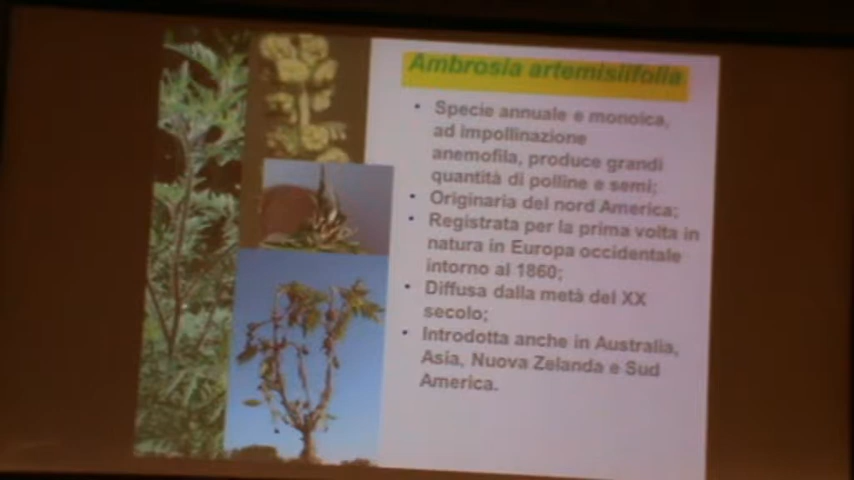 Ambrosia artemisiifolia
• Specie annuale e monoica,
ad impollinazione
anemofila, produce grandi
quantità di polline e semi;
• Originaria del nord America;
• Registrata per la prima volta in
natura in Europa occidentale
intorno al 1860;
• Diffusa dalla metà del XX
secolo;
• Introdotta anche in Australia,
Asia, Nuova Zelanda e Sud
America.